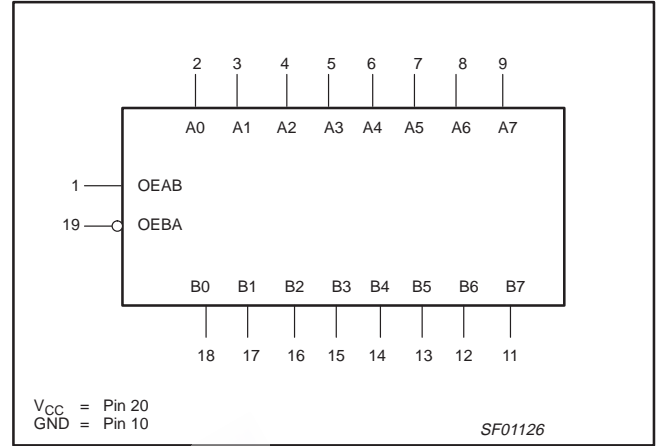 2 3 4 5 6 7 8 9
A0 A1 A2 A3 A4 A5 A6 A7
1 OEAB
19 OEBA
B0 B1 B2 B3 B4 B5 B6 B7
18 17 16 15 14 13 12 11
VCC = Pin 20
GND = Pin 10
SF01126